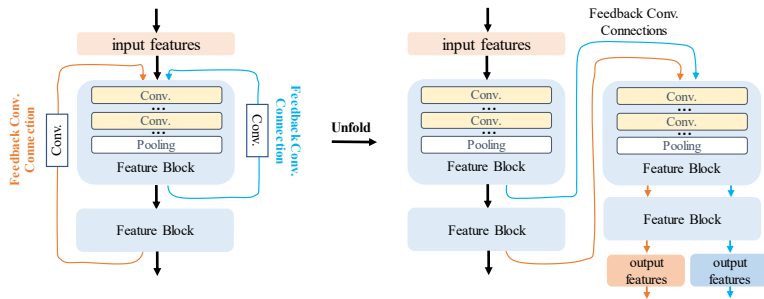 input features
Feedback Conv.
Connection
Conv.
Conv.
...
Conv.
...
Pooling
Feature Block
Conv.
Feedback Conv.
Connection
Feature Block
Unfold
Feedback Conv.
Connections
input features
Conv.
...
Conv.
...
Pooling
Feature Block
Feature Block
Conv.
...
Conv.
...
Pooling
Feature Block
Feature Block
output
features
output
features